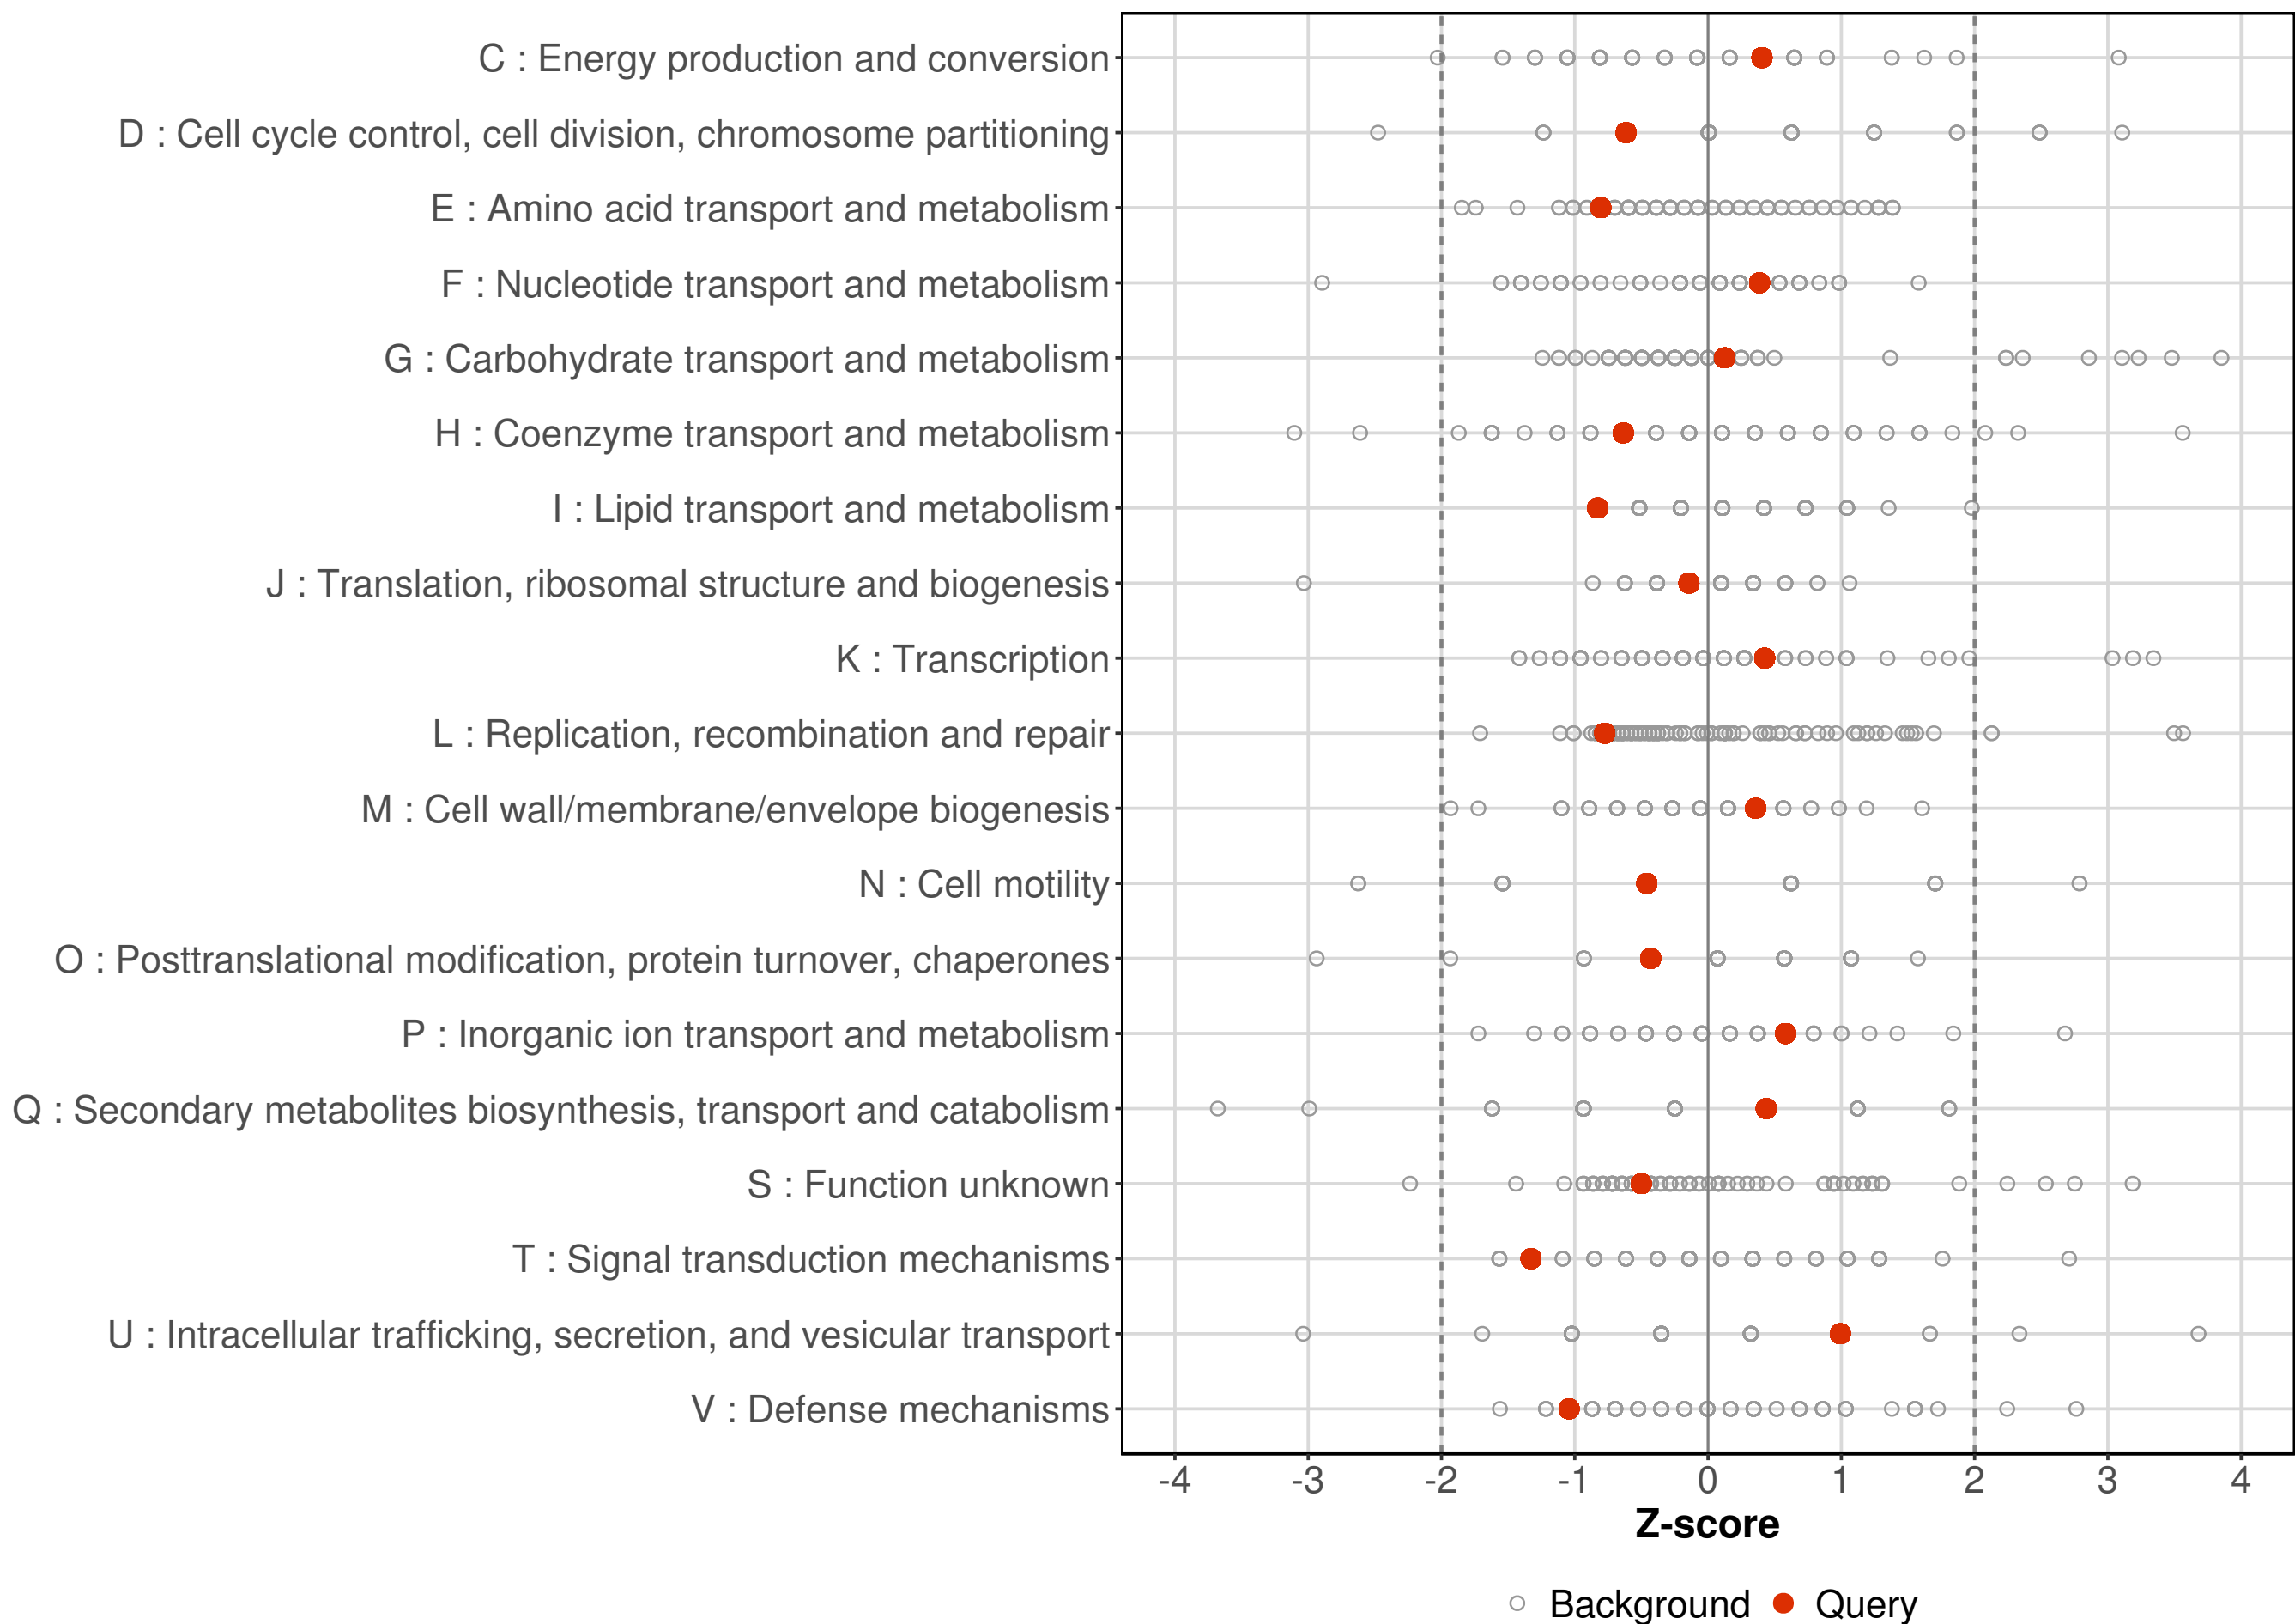 C : Energy production and conversion
D : Cell cycle control, cell division, chromosome partitioning
E : Amino acid transport and metabolism
F : Nucleotide transport and metabolism
G : Carbohydrate transport and metabolism
H : Coenzyme transport and metabolism
I : Lipid transport and metabolism
J : Translation, ribosomal structure and biogenesis
K : Transcription
L : Replication, recombination and repair
M : Cell wall/membrane/envelope biogenesis
N : Cell motility
O : Posttranslational modification, protein turnover, chaperones
P : Inorganic ion transport and metabolism
Q : Secondary metabolites biosynthesis, transport and catabolism
S : Function unknown
T : Signal transduction mechanisms
U : Intracellular trafficking, secretion, and vesicular transport
V : Defense mechanisms
-4 -3 -2 -1 0 1 2 3 4
Z-score
Background Query